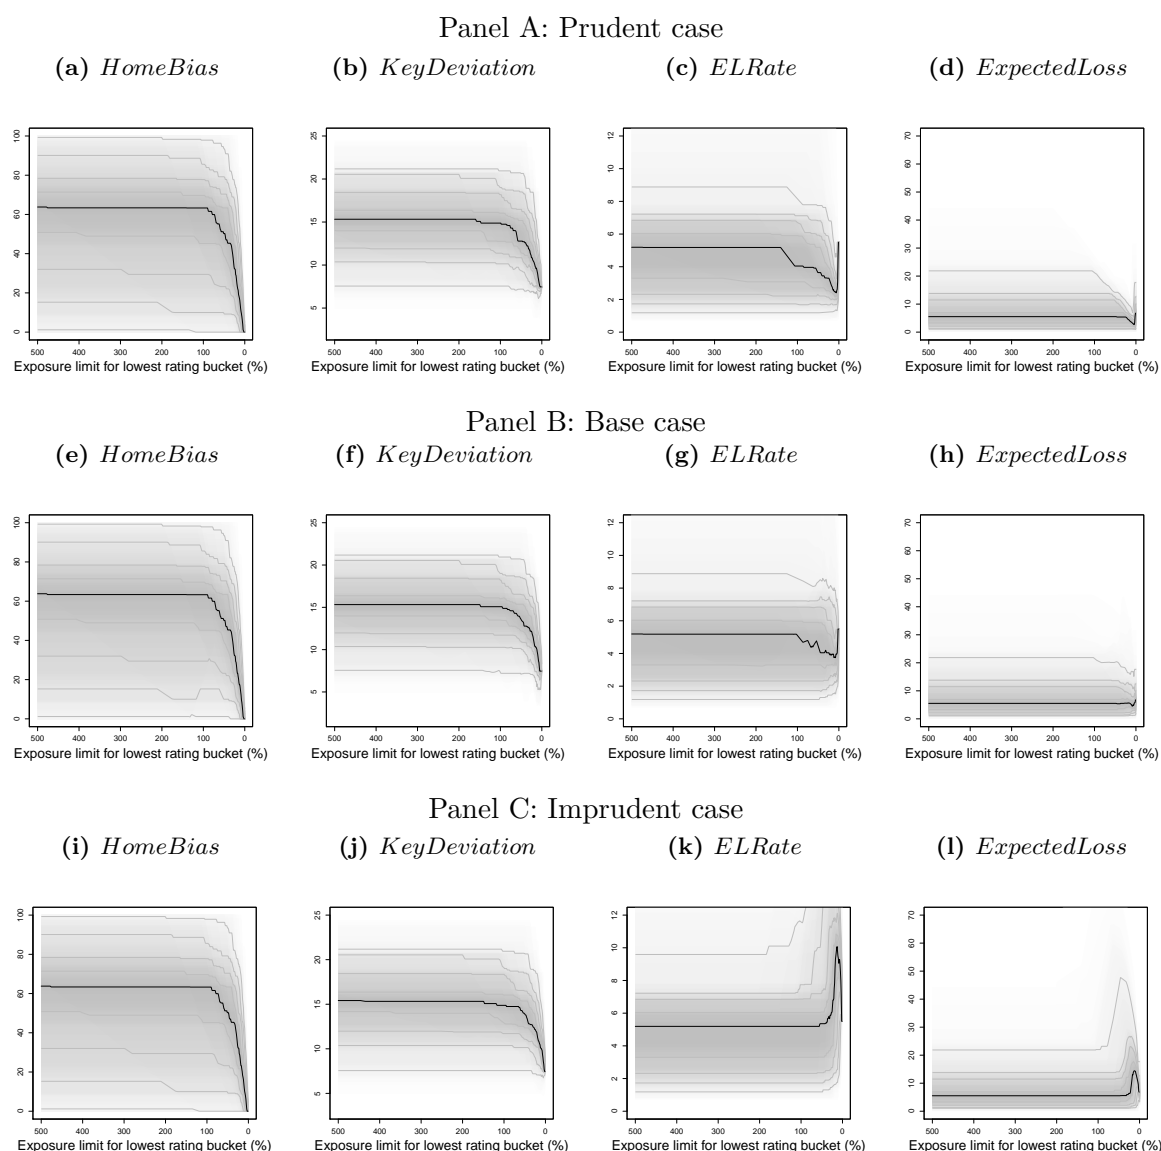 Panel A: Prudent case
(a) HomeBias (b) KeyDeviation (c) ELRate (d) ExpectedLoss
100 80 60 40 20 0
25 20 15 10 5
12 10 8 6 4 2 0
70 60 50 40 30 20 10 0
500 400 300 200 100 0 500 400 300 200 100 0 500 400 300 200 100 0 500 400 300 200 100 0
Exposure limit for lowest rating bucket (%) Exposure limit for lowest rating bucket (%) Exposure limit for lowest rating bucket (%) Exposure limit for lowest rating bucket (%)
Panel B: Base case
(e) HomeBias (f) KeyDeviation (g) ELRate (h) ExpectedLoss
100 80 60 40 20 0
25 20 15 10 5
12 10 8 6 4 2 0
70 60 50 40 30 20 10 0
500 400 300 200 100 0 500 400 300 200 100 0 500 400 300 200 100 0 500 400 300 200 100 0
Exposure limit for lowest rating bucket (%) Exposure limit for lowest rating bucket (%) Exposure limit for lowest rating bucket (%) Exposure limit for lowest rating bucket (%)
Panel C: Imprudent case
(i) HomeBias (j) KeyDeviation (k) ELRate (l) ExpectedLoss
100 80 60 40 20 0
25 20 15 10 5
12 10 8 6 4 2 0
70 60 50 40 30 20 10 0
500 400 300 200 100 0 500 400 300 200 100 0 500 400 300 200 100 0 500 400 300 200 100 0
Exposure limit for lowest rating bucket (%) Exposure limit for lowest rating bucket (%) Exposure limit for lowest rating bucket (%) Exposure limit for lowest rating bucket (%)